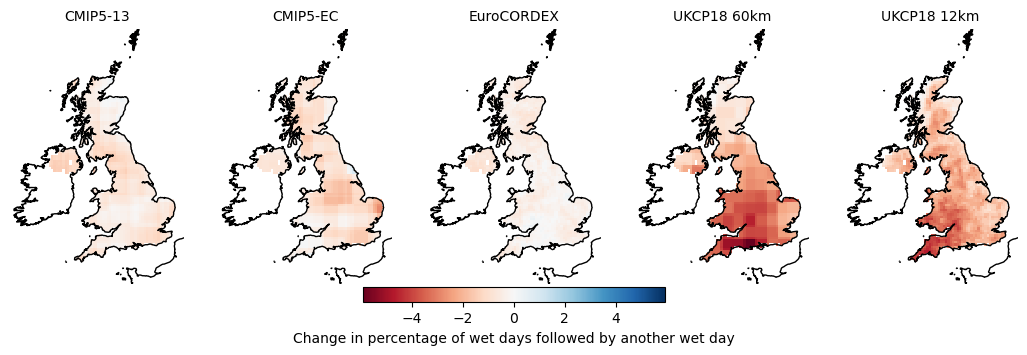 CMIP5-13 CMIP5-EC EuroCORDEX UKCP18 60km UKCP18 12km
−4 −2 0 2 4
Change in percentage of wet days followed by another wet day